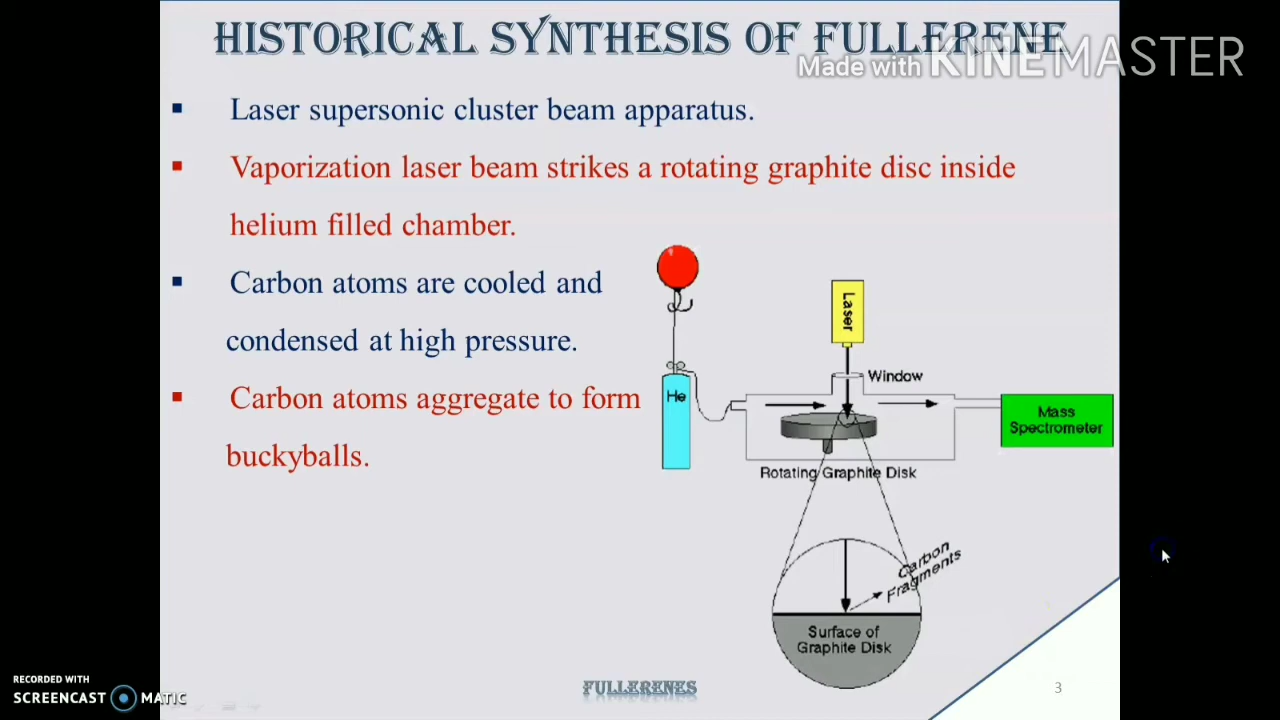 HISTORICAL SYNTHESIS OF FULLERENE
Made with KINEMASTER
Laser supersonic cluster beam apparatus.
Vaporization laser beam strikes a rotating graphite disc inside
helium filled chamber.
Carbon atoms are cooled and
condensed at high pressure.
Carbon atoms aggregate to form
buckyballs.
Laser
Window
He
Mass
Spectrometer
Rotating Graphite Disk
Carbon
Fragments
Surface of
Graphite Disk
RECORDED WITH
SCREENCAST MATIC
FULLERENES
3